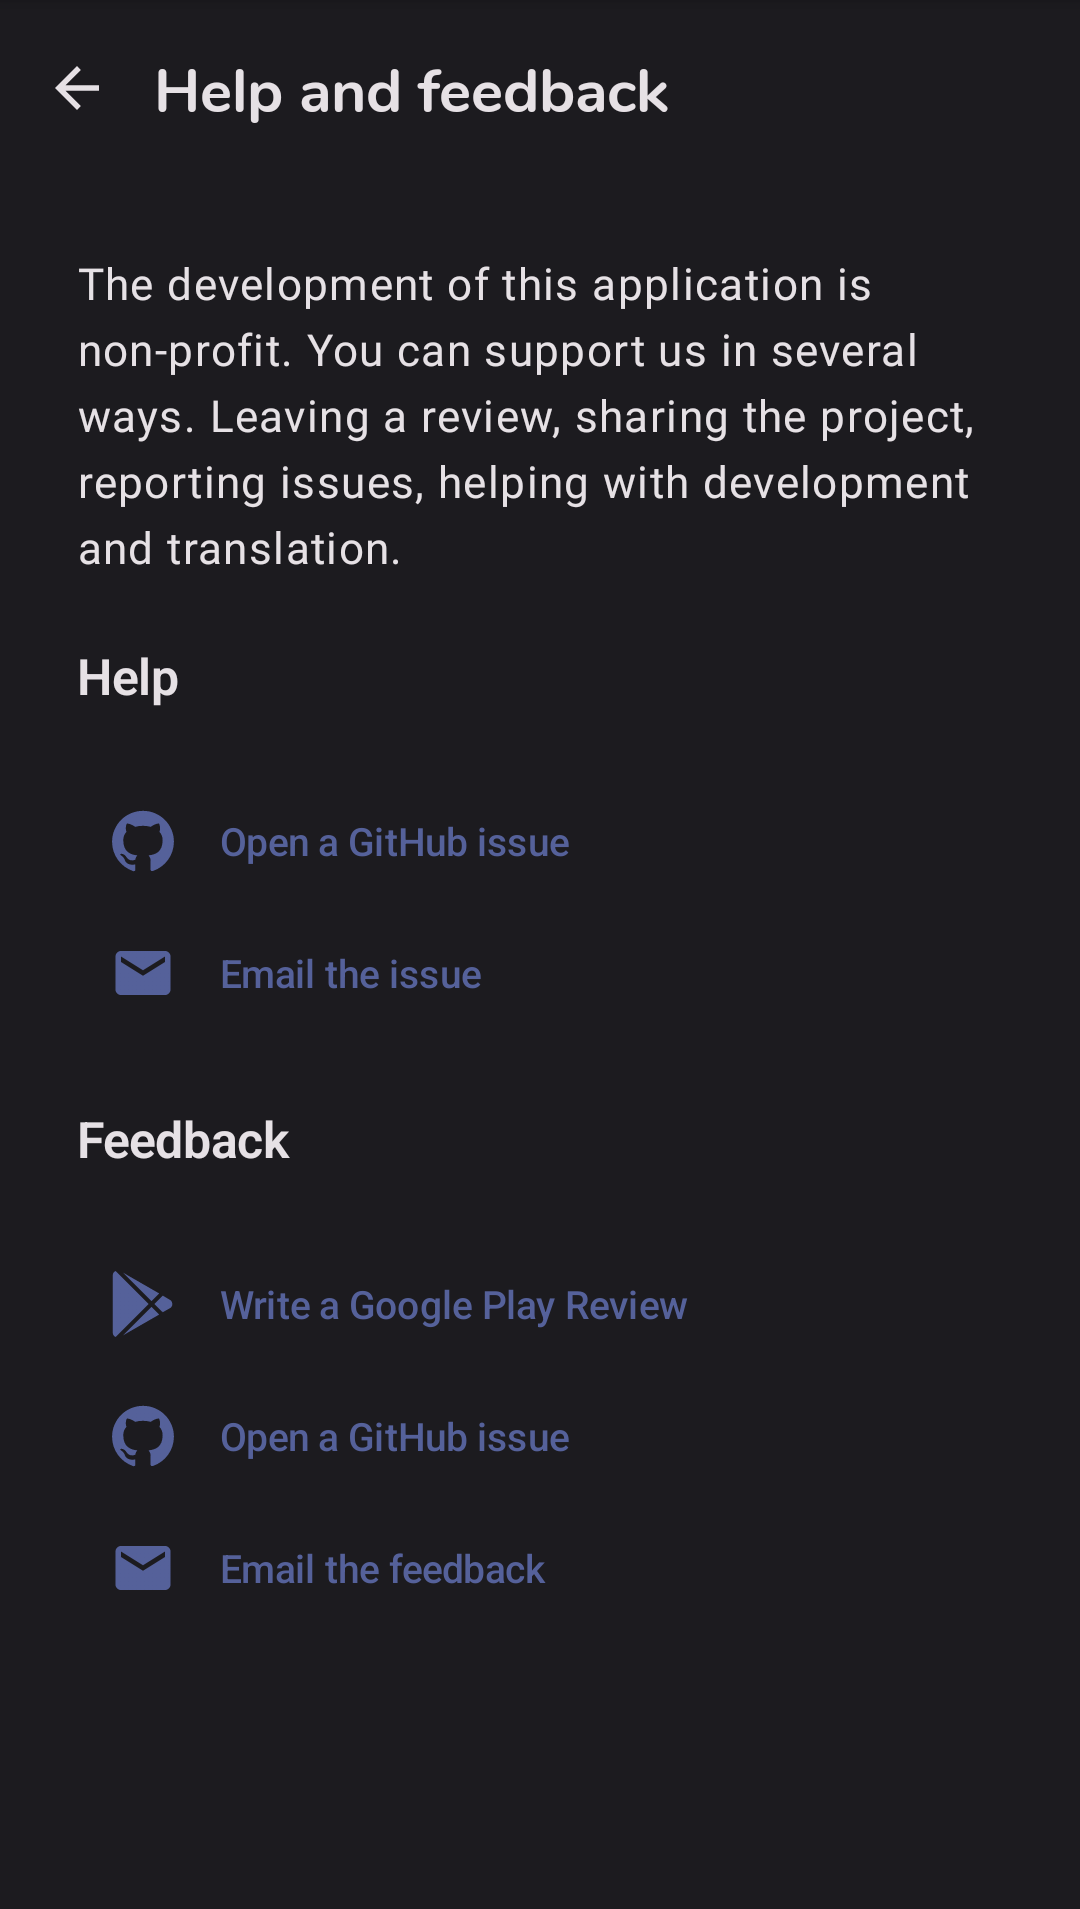 Help and feedback
The development of this application is
non-profit. You can support us in several
ways. Leaving a review, sharing the project,
reporting issues, helping with development
and translation.
Help
Open a GitHub issue
Email the issue
Feedback
Write a Google Play Review
Open a GitHub issue
Email the feedback